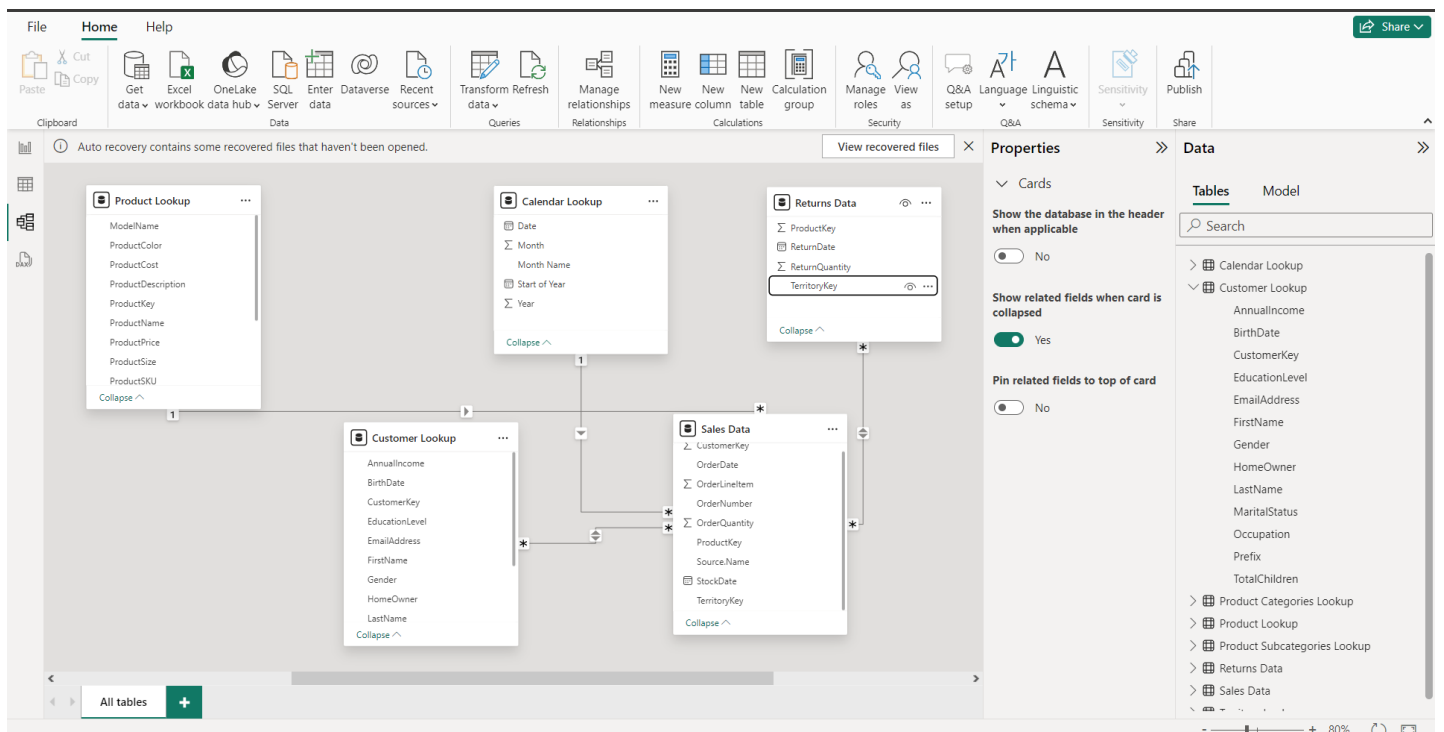 File Home Help Share
Cut
Copy
Paste
Get data
Excel workbook
OneLake data hub
SQL Server
Enter data
Dataverse
Recent sources
Transform data
Refresh
Manage relationships
New measure
New column
New table
Calculation group
Manage roles
View as
Q&A setup
Language
Linguistic schema
Sensitivity
Publish
Clipboard Data Queries Relationships Calculations Security Q&A Sensitivity Share
Auto recovery contains some recovered files that haven't been opened. View recovered files
Product Lookup
ModelName
ProductColor
ProductCost
ProductDescription
ProductKey
ProductName
ProductPrice
ProductSize
ProductSKU
Collapse
1
Calendar Lookup
Date
Month
Month Name
Start of Year
Year
Collapse
1
Returns Data
ProductKey
ReturnDate
ReturnQuantity
TerritoryKey
Collapse
*
Customer Lookup
AnnualIncome
BirthDate
CustomerKey
EducationLevel
EmailAddress
FirstName
Gender
HomeOwner
LastName
Collapse
*
*
Sales Data
CustomerKey
OrderDate
OrderLineItem
OrderNumber
OrderQuantity
ProductKey
Source.Name
StockDate
TerritoryKey
Collapse
*
*
*
All tables +
Properties
Cards
Show the database in the header
when applicable
No
Show related fields when card is
collapsed
Yes
Pin related fields to top of card
No
Data
Tables Model
Search
Calendar Lookup
Customer Lookup
AnnualIncome
BirthDate
CustomerKey
EducationLevel
EmailAddress
FirstName
Gender
HomeOwner
LastName
MaritalStatus
Occupation
Prefix
TotalChildren
Product Categories Lookup
Product Lookup
Product Subcategories Lookup
Returns Data
Sales Data
- + 80%